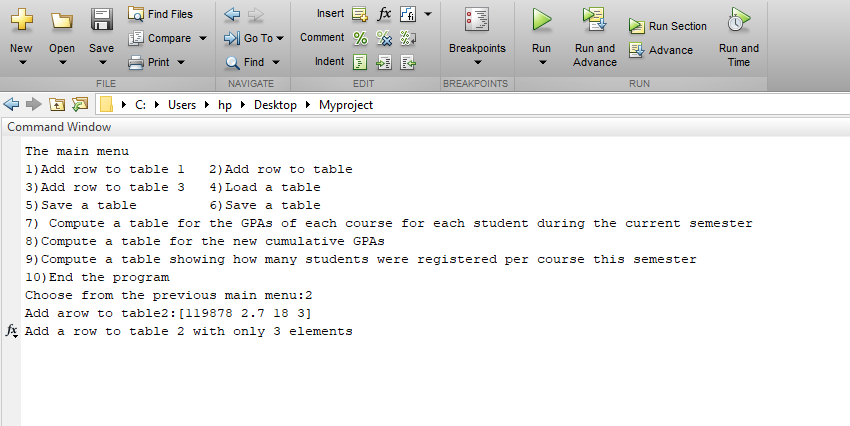 New
Open
Save
Find Files
Compare
Print
Go To
Find
Insert fx fi
Comment
Indent
Breakpoints
Run
Run and Advance
Run Section
Advance
Run and Time
FILE NAVIGATE EDIT BREAKPOINTS RUN
C: Users hp Desktop Myproject
Command Window
The main menu
1)Add row to table 1 2)Add row to table
3)Add row to table 3 4)Load a table
5)Save a table 6)Save a table
7) Compute a table for the GPAs of each course for each student during the current semester
8)Compute a table for the new cumulative GPAs
9)Compute a table showing how many students were registered per course this semester
10)End the program
Choose from the previous main menu:2
Add arow to table2:[119878 2.7 18 3]
fx Add a row to table 2 with only 3 elements